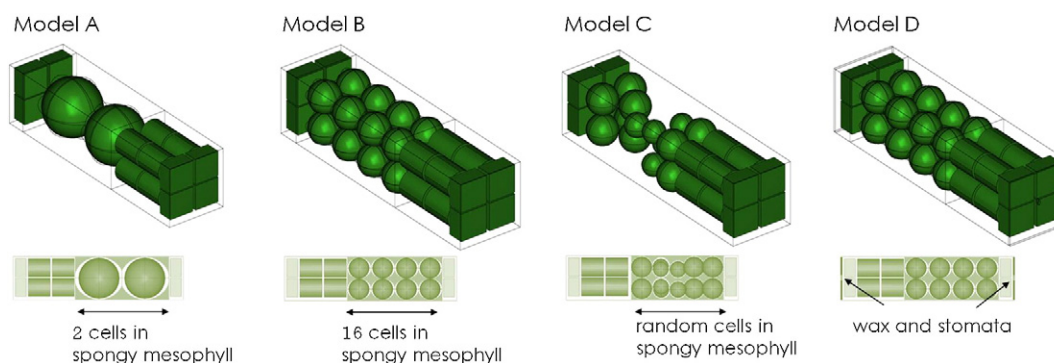 Model A
Model B
Model C
Model D
2 cells in
spongy mesophyll
16 cells in
spongy mesophyll
random cells in
spongy mesophyll
wax and stomata